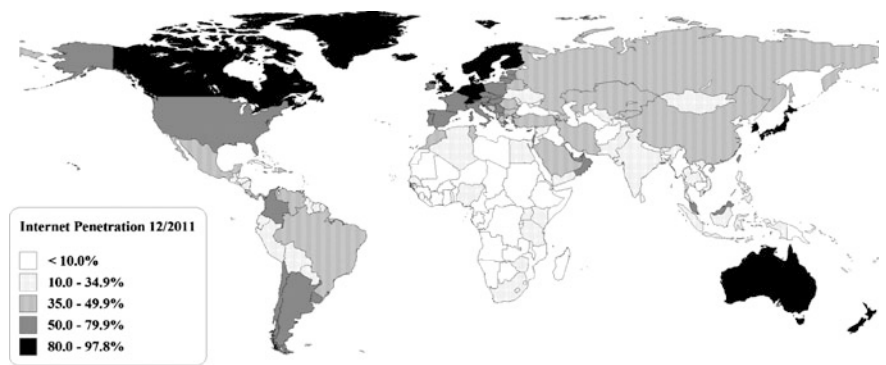 Internet Penetration 12/2011
< 10.0%
10.0 - 34.9%
35.0 - 49.9%
50.0 - 79.9%
80.0 - 97.8%